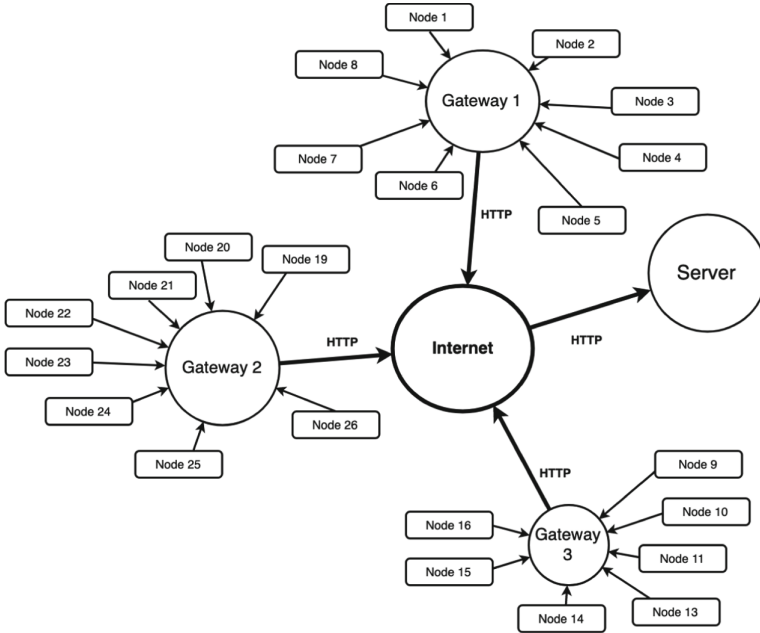 Node 1
Node 2
Node 8
Gateway 1
Node 3
Node 7
Node 4
Node 6
Node 5
HTTP
Node 20
Node 19
Server
Node 21
Node 22
HTTP
HTTP
Internet
Node 23
Gateway 2
Node 24
Node 26
Node 25
HTTP
Node 9
Node 10
Node 16
Gateway
3
Node 11
Node 15
Node 13
Node 14